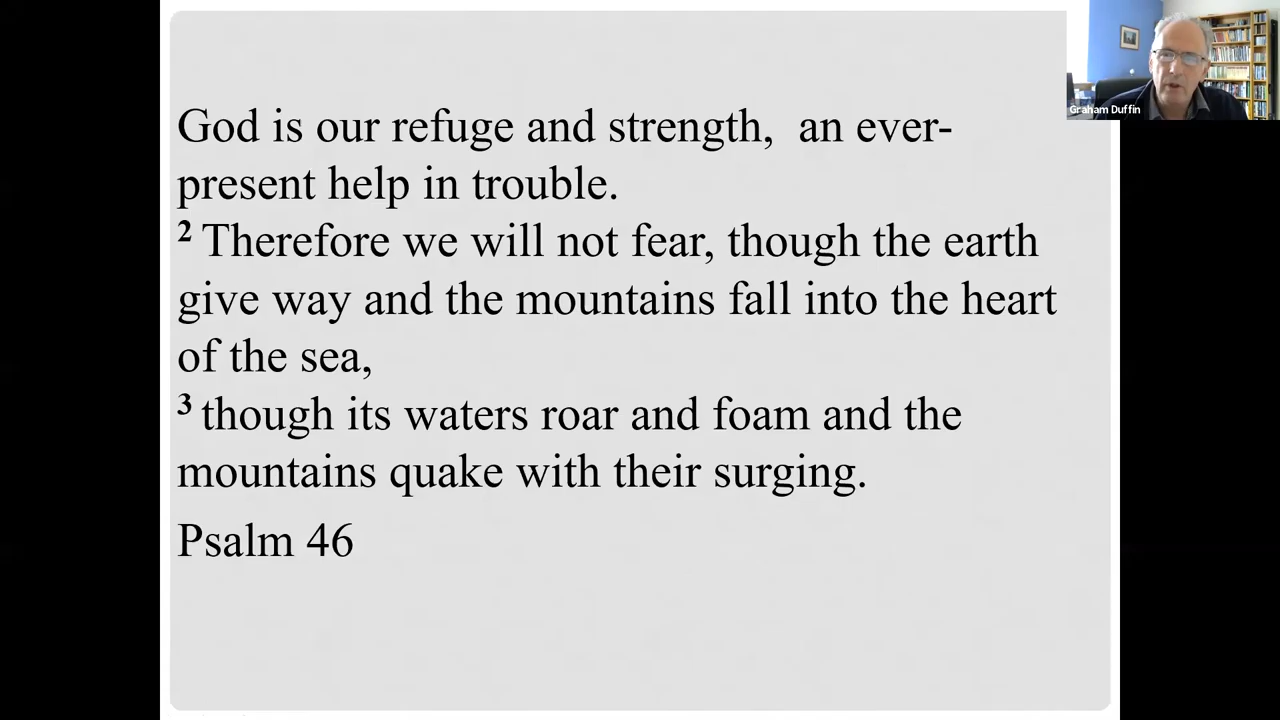 God is our refuge and strength,  an ever-
present help in trouble.
2 Therefore we will not fear, though the earth
give way and the mountains fall into the heart
of the sea,
3 though its waters roar and foam and the
mountains quake with their surging.
Psalm 46
Graham Duffin